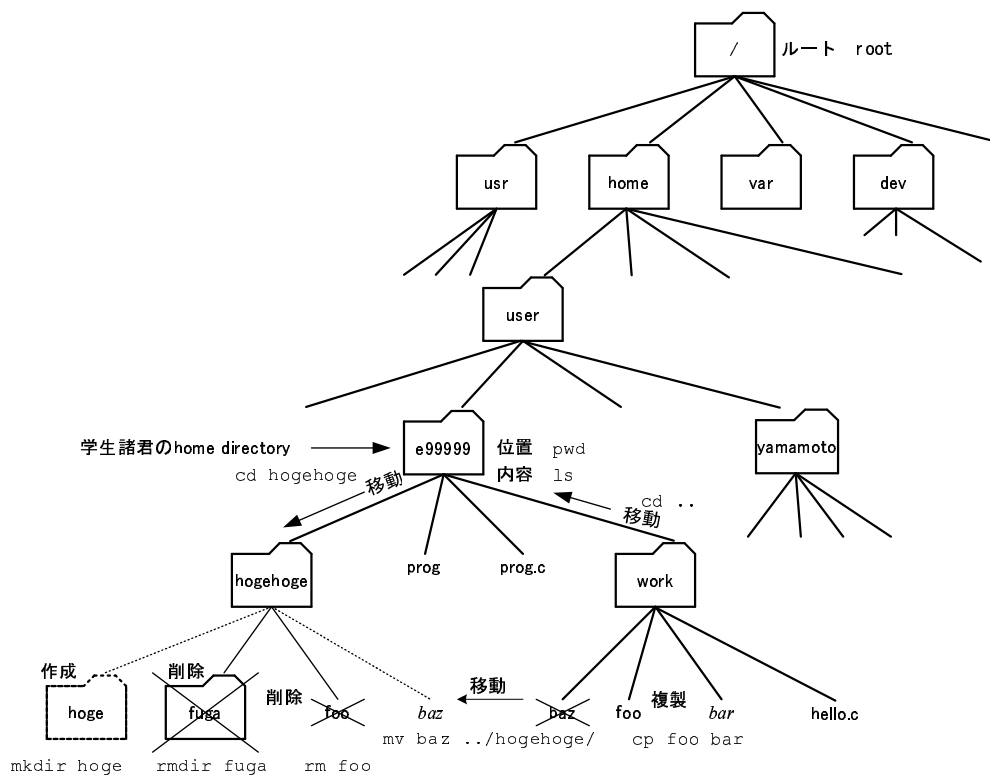 / ルート root
usr home var dev
user
学生諸君のhome directory
e99999
位置 pwd
内容 ls
yamamoto
cd hogehoge
移動
cd ..
移動
hogehoge
prog
prog.c
work
作成
hoge
削除
fuga
削除
foo
baz
移動
baz
foo
複製
bar
hello.c
mv baz ../hogehoge/
cp foo bar
mkdir hoge
rmdir fuga
rm foo